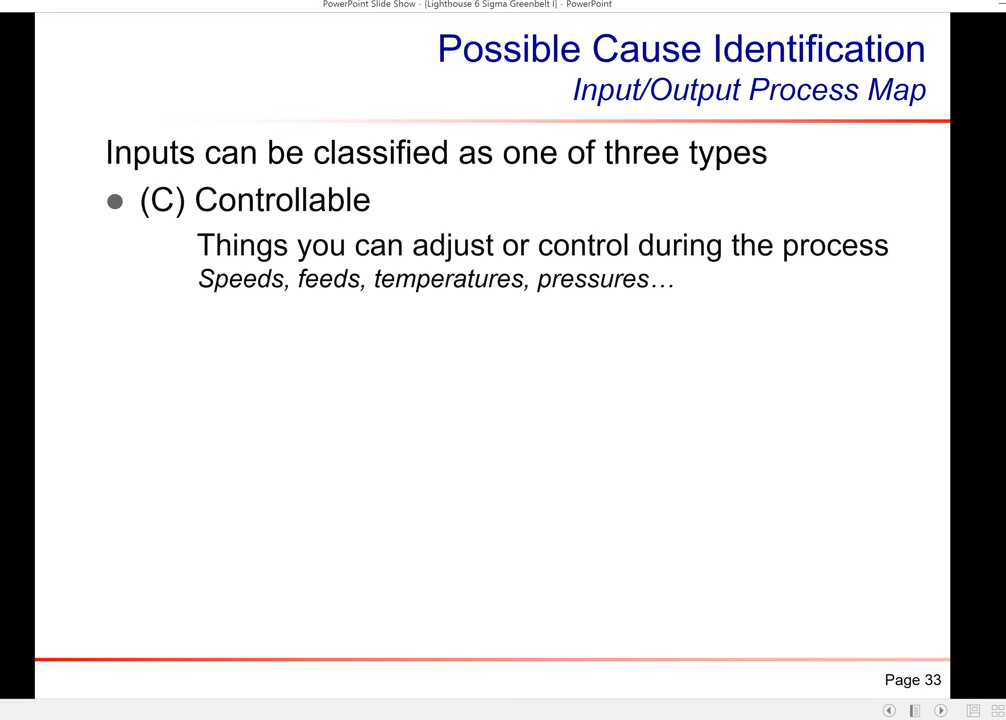 PowerPoint Slide Show - [Lighthouse 6 Sigma Greenbelt I] - PowerPoint
Possible Cause Identification
Input/Output Process Map
Inputs can be classified as one of three types
(C) Controllable
Things you can adjust or control during the process
Speeds, feeds, temperatures, pressures…
Page 33